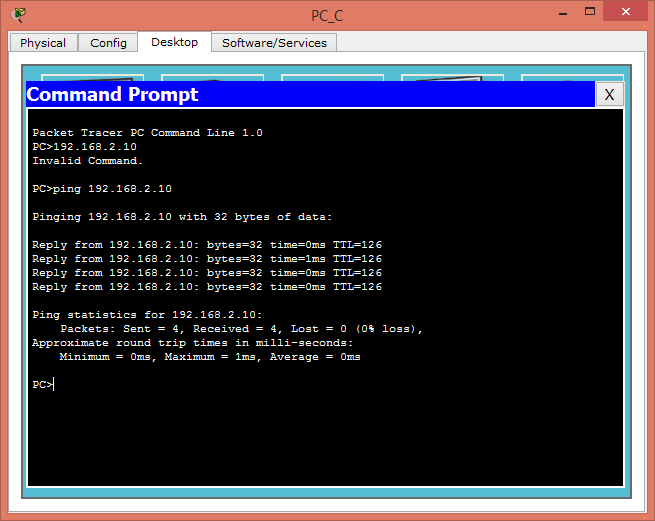 PC_C
Physical Config Desktop Software/Services
Command Prompt X
Packet Tracer PC Command Line 1.0
PC>192.168.2.10
Invalid Command.
PC>ping 192.168.2.10
Pinging 192.168.2.10 with 32 bytes of data:
Reply from 192.168.2.10: bytes=32 time=0ms TTL=126
Reply from 192.168.2.10: bytes=32 time=1ms TTL=126
Reply from 192.168.2.10: bytes=32 time=0ms TTL=126
Reply from 192.168.2.10: bytes=32 time=0ms TTL=126
Ping statistics for 192.168.2.10:
Packets: Sent = 4, Received = 4, Lost = 0 (0% loss),
Approximate round trip times in milli-seconds:
Minimum = 0ms, Maximum = 1ms, Average = 0ms
PC>